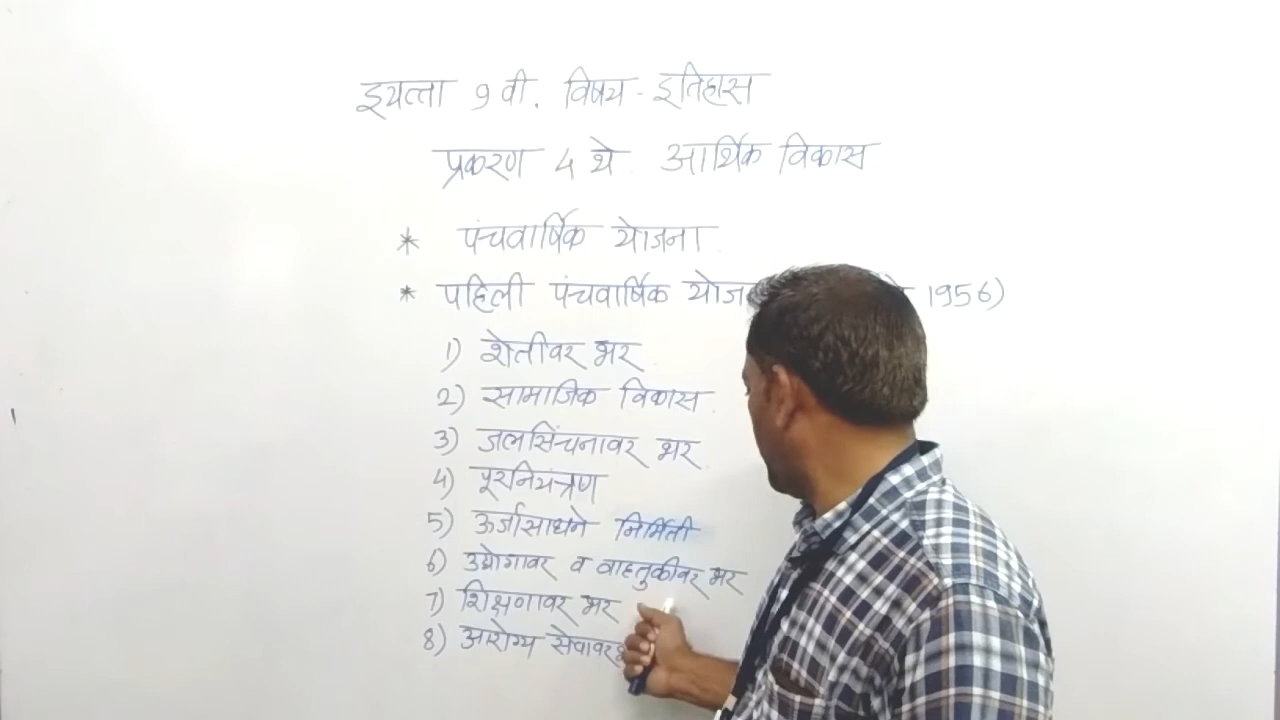 इयत्ता 9 वी. विषय - इतिहास
प्रकरण 4 थे. आर्थिक विकास
* पंचवार्षिक योजना.
* पहिली पंचवार्षिक 1956)
1) शेतीवर भर.
2) सामाजिक विकास.
3) जलसिंचनावर भर.
4) पूरनियंत्रण
5) ऊर्जासाधने निर्मिती
6) उद्योगावर व वाहतुकीवर भर
7) शिक्षणावर भर
8) आरोग्य सेवावर